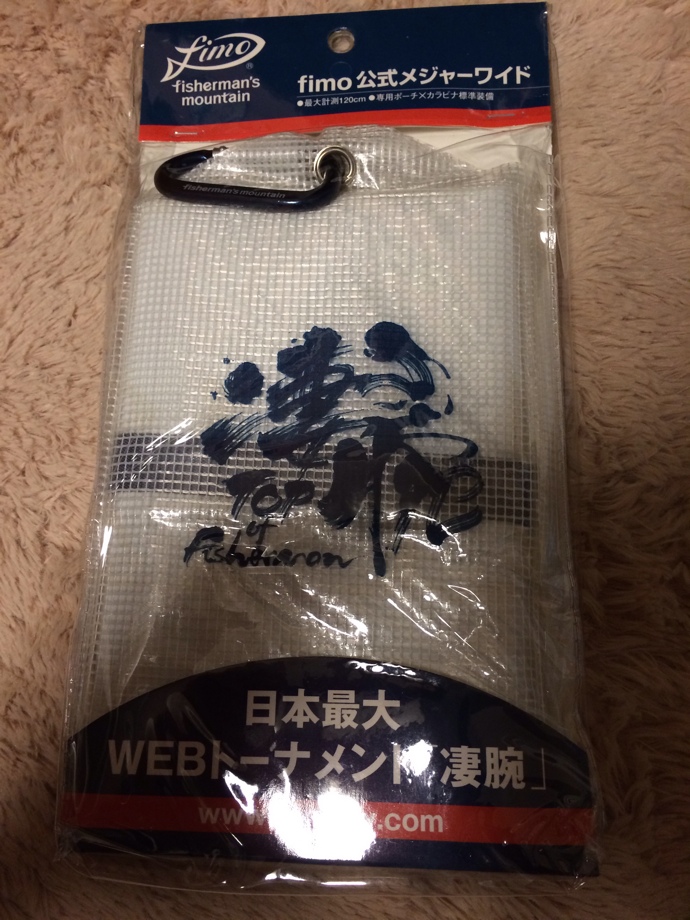 fimo
fisherman's
mountain
fimo 公式メジャーワイド
●最大計測120cm ●専用ポーチ×カラビナ標準装備
fisherman's mountain
凄腕
TOP
of
Fisherman
日本最大
WEBトーナメント「凄腕」